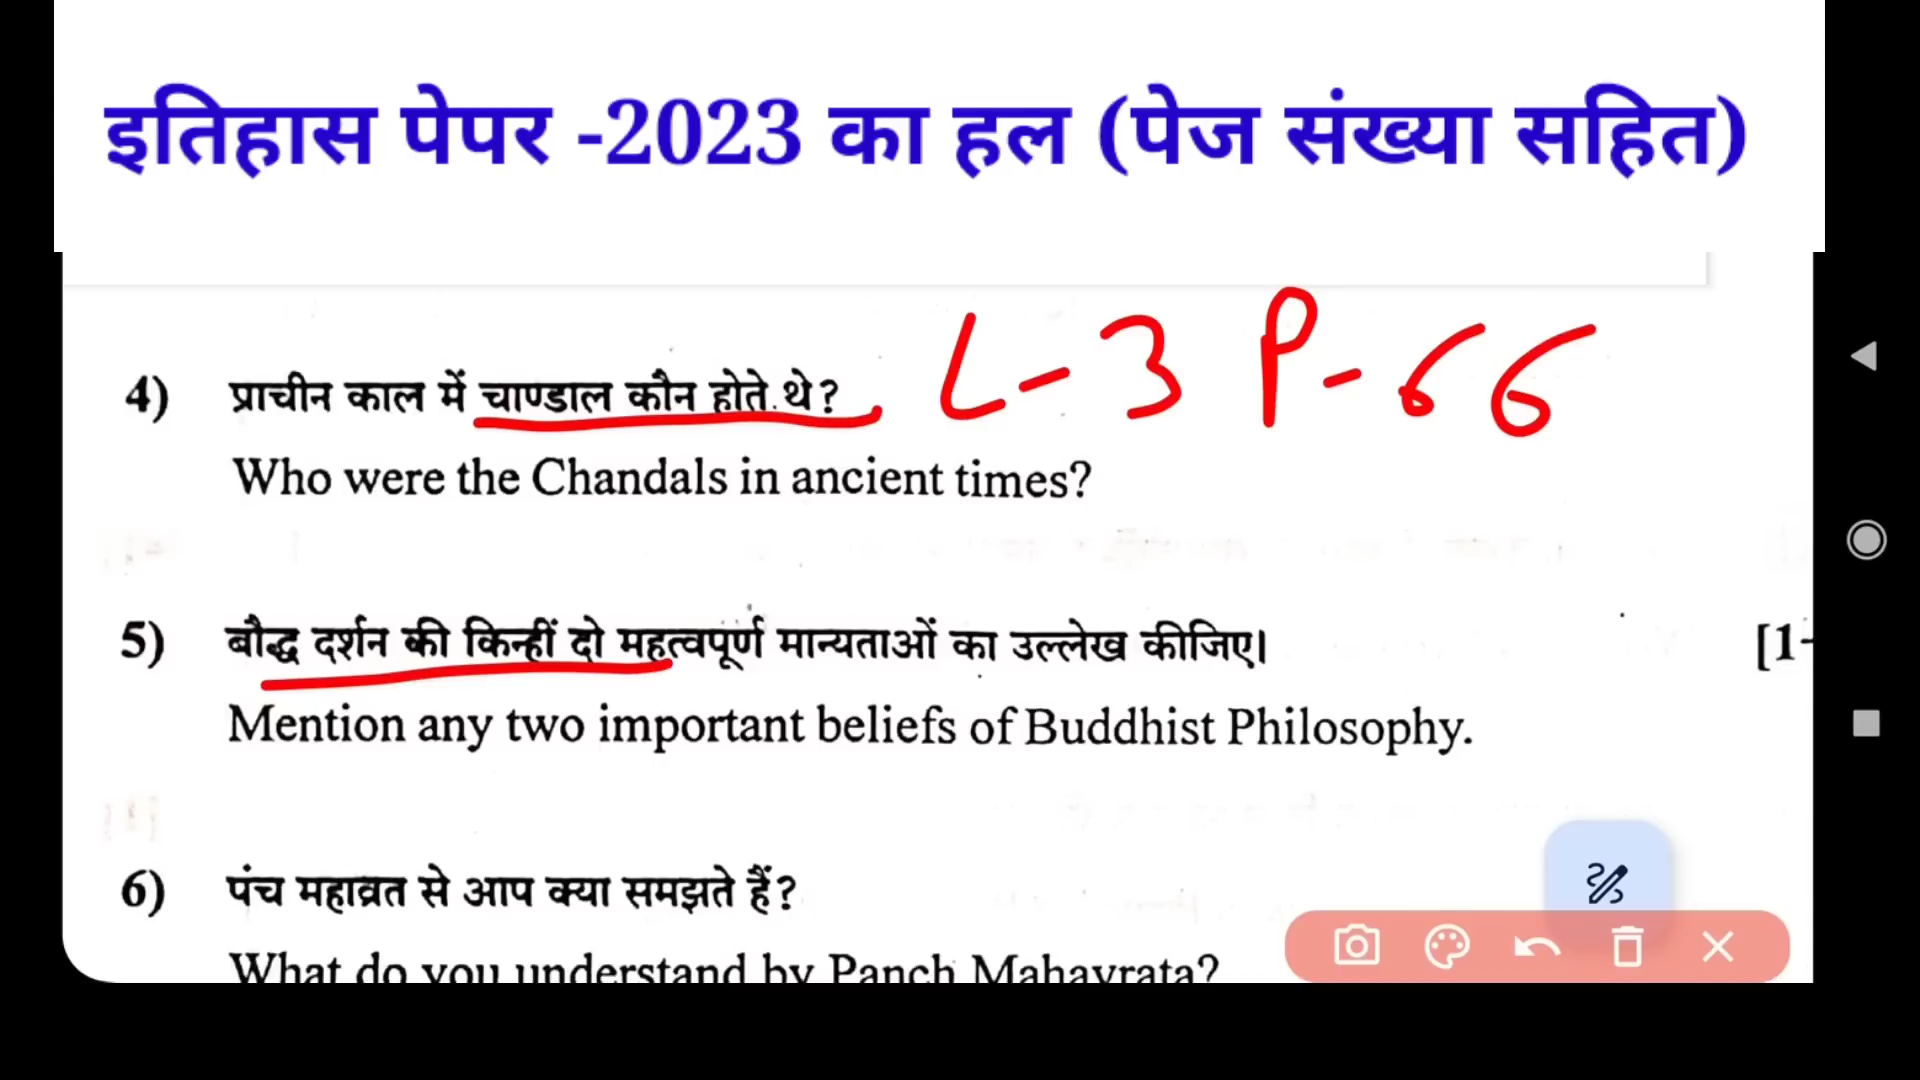 इतिहास पेपर -2023 का हल (पेज संख्या सहित)
4) प्राचीन काल में चाण्डाल कौन होते थे? L-3 P-66
Who were the Chandals in ancient times?
5) बौद्ध दर्शन की किन्हीं दो महत्वपूर्ण मान्यताओं का उल्लेख कीजिए। [1-
Mention any two important beliefs of Buddhist Philosophy.
6) पंच महाव्रत से आप क्या समझते हैं?
What do you understand by Panch Mahavrata?